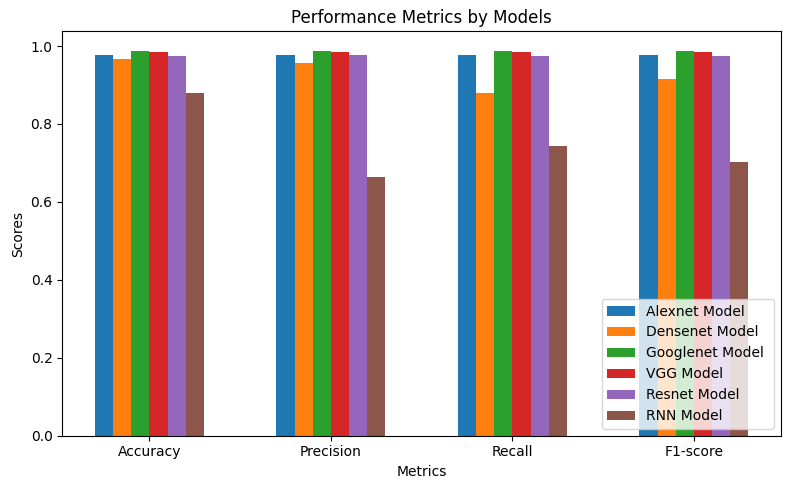 Performance Metrics by Models
Scores
1.0
0.8
0.6
0.4
0.2
0.0
Accuracy
Precision
Recall
F1-score
Metrics
Alexnet Model
Densenet Model
Googlenet Model
VGG Model
Resnet Model
RNN Model